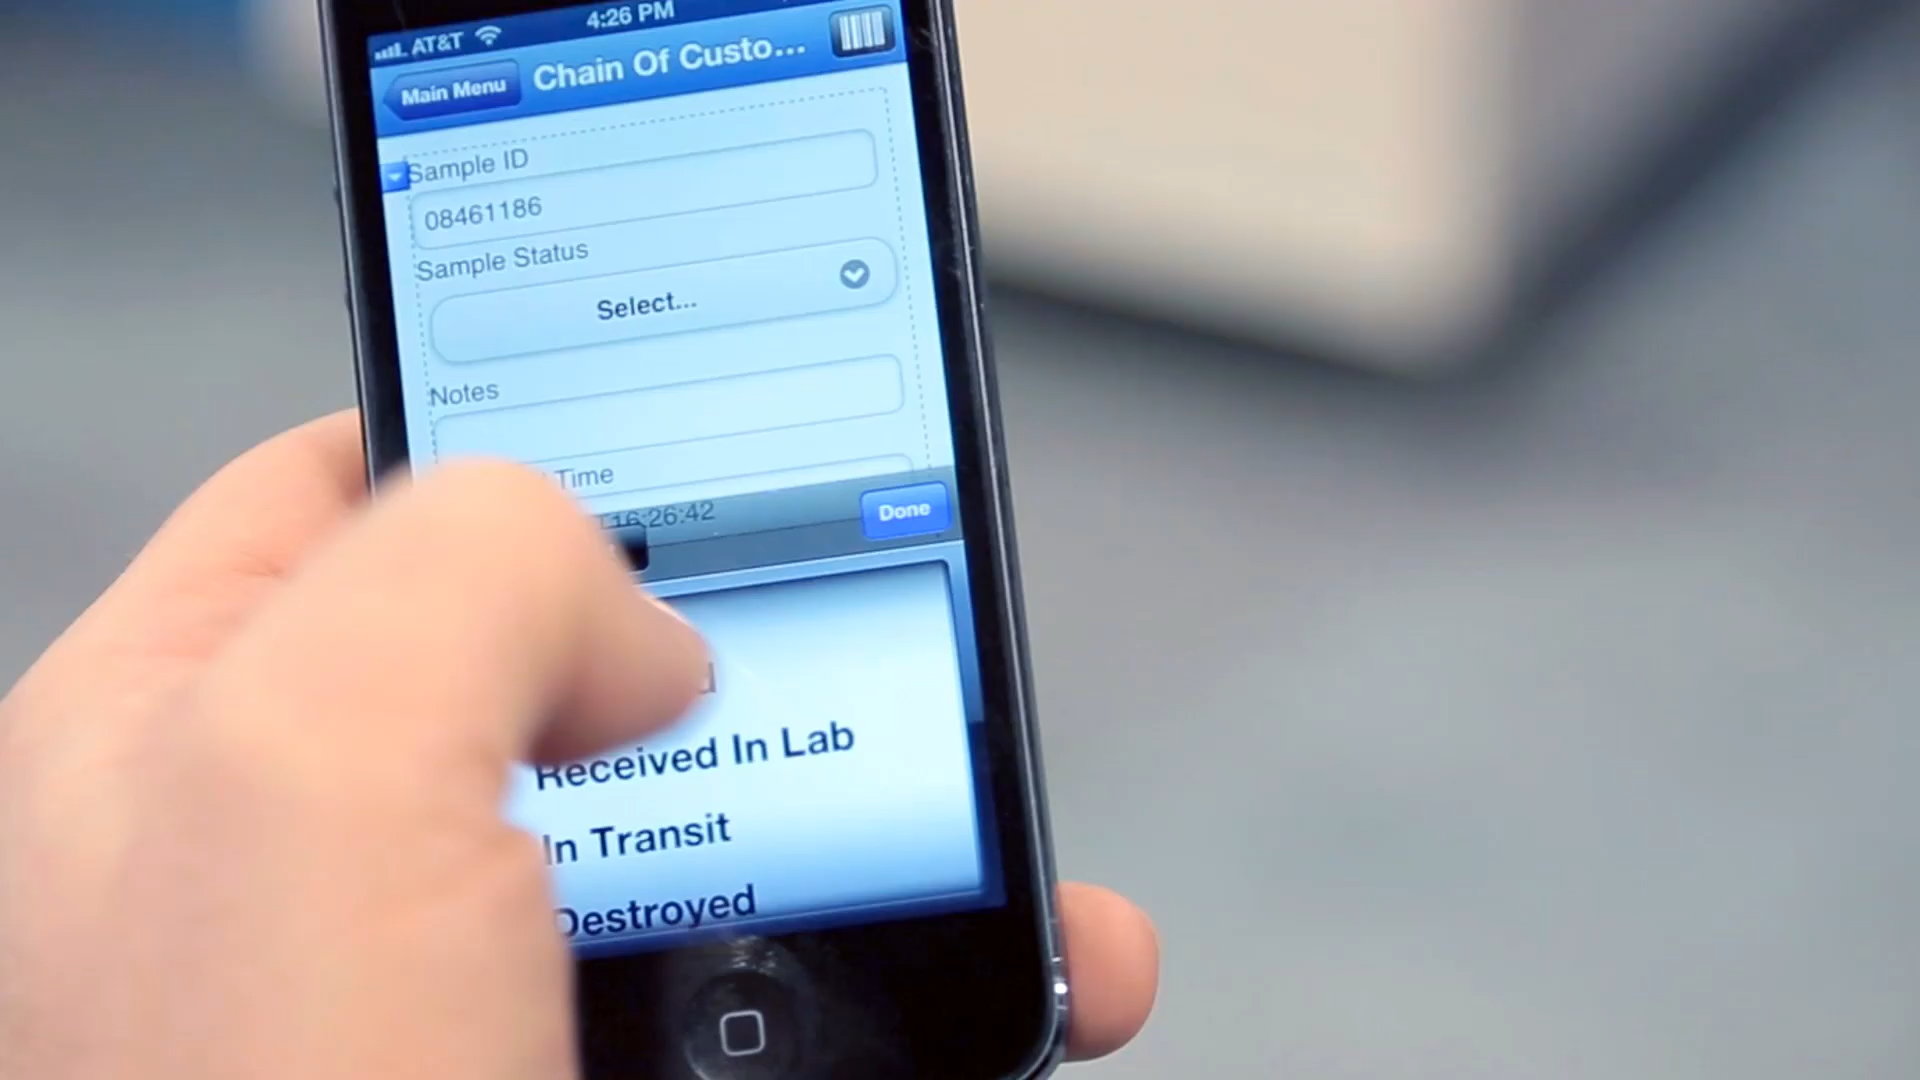 AT&T 4:26 PM
Main Menu Chain Of Custo...
Sample ID
08461186
Sample Status
Select...
Notes
Time
16:26:42
Done
Received In Lab
In Transit
Destroyed